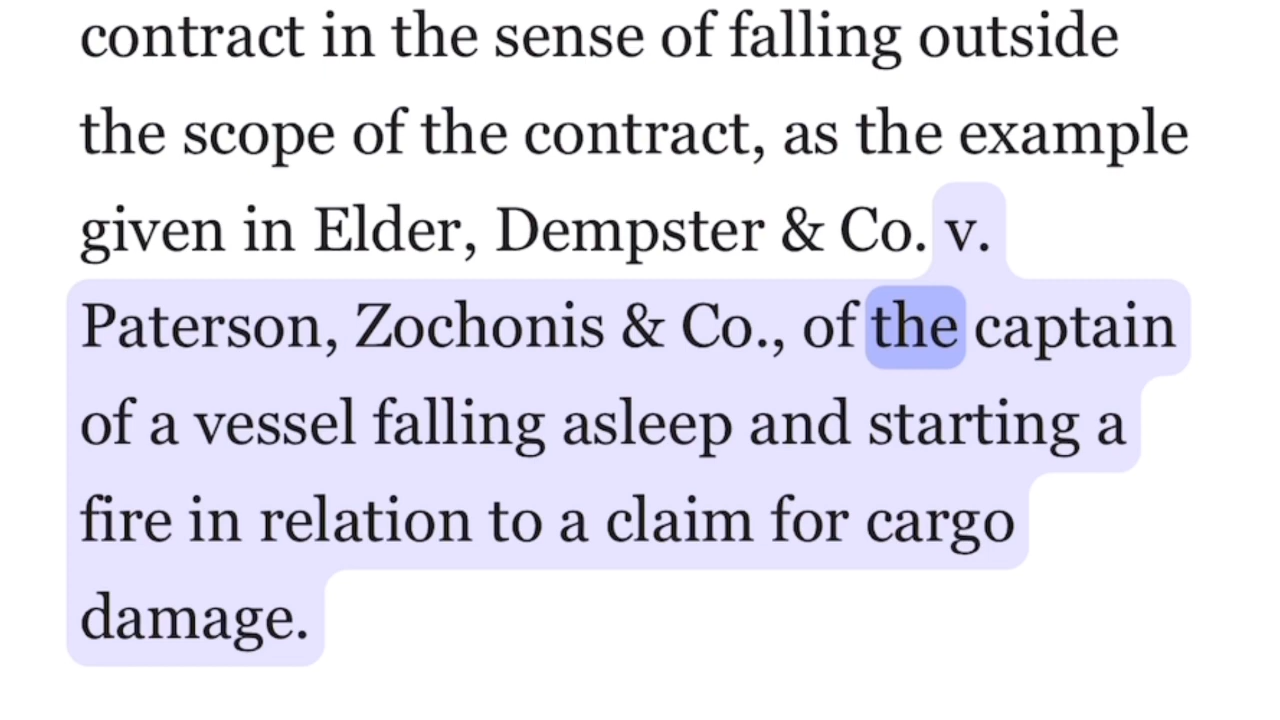 contract in the sense of falling outside
the scope of the contract, as the example
given in Elder, Dempster & Co. v.
Paterson, Zochonis & Co., of the captain
of a vessel falling asleep and starting a
fire in relation to a claim for cargo
damage.